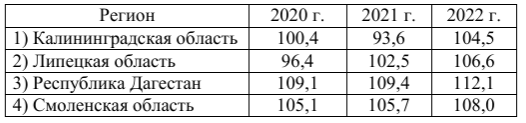 Регион 2020 г. 2021 г. 2022 г.
1) Калининградская область 100,4 93,6 104,5
2) Липецкая область 96,4 102,5 106,6
3) Республика Дагестан 109,1 109,4 112,1
4) Смоленская область 105,1 105,7 108,0